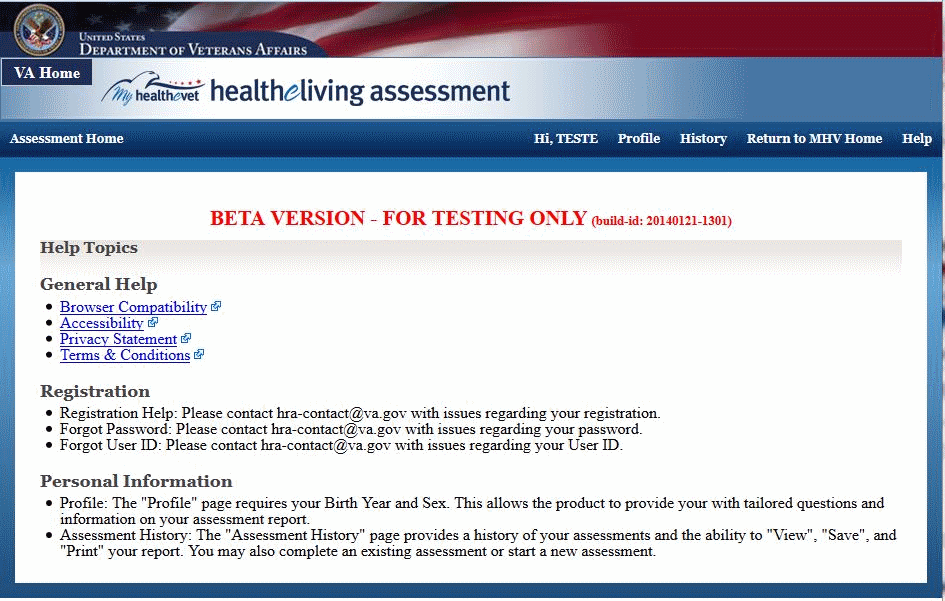 UNITED STATES
DEPARTMENT OF VETERANS AFFAIRS
VA Home
My healthevet healtheliving assessment
Assessment Home Hi, TESTE Profile History Return to MHV Home Help
BETA VERSION - FOR TESTING ONLY (build-id: 20140121-1301)
Help Topics
General Help
• Browser Compatibility
• Accessibility
• Privacy Statement
• Terms & Conditions
Registration
• Registration Help: Please contact hra-contact@va.gov with issues regarding your registration.
• Forgot Password: Please contact hra-contact@va.gov with issues regarding your password.
• Forgot User ID: Please contact hra-contact@va.gov with issues regarding your User ID.
Personal Information
• Profile: The "Profile" page requires your Birth Year and Sex. This allows the product to provide your with tailored questions and
information on your assessment report.
• Assessment History: The "Assessment History" page provides a history of your assessments and the ability to "View", "Save", and
"Print" your report. You may also complete an existing assessment or start a new assessment.